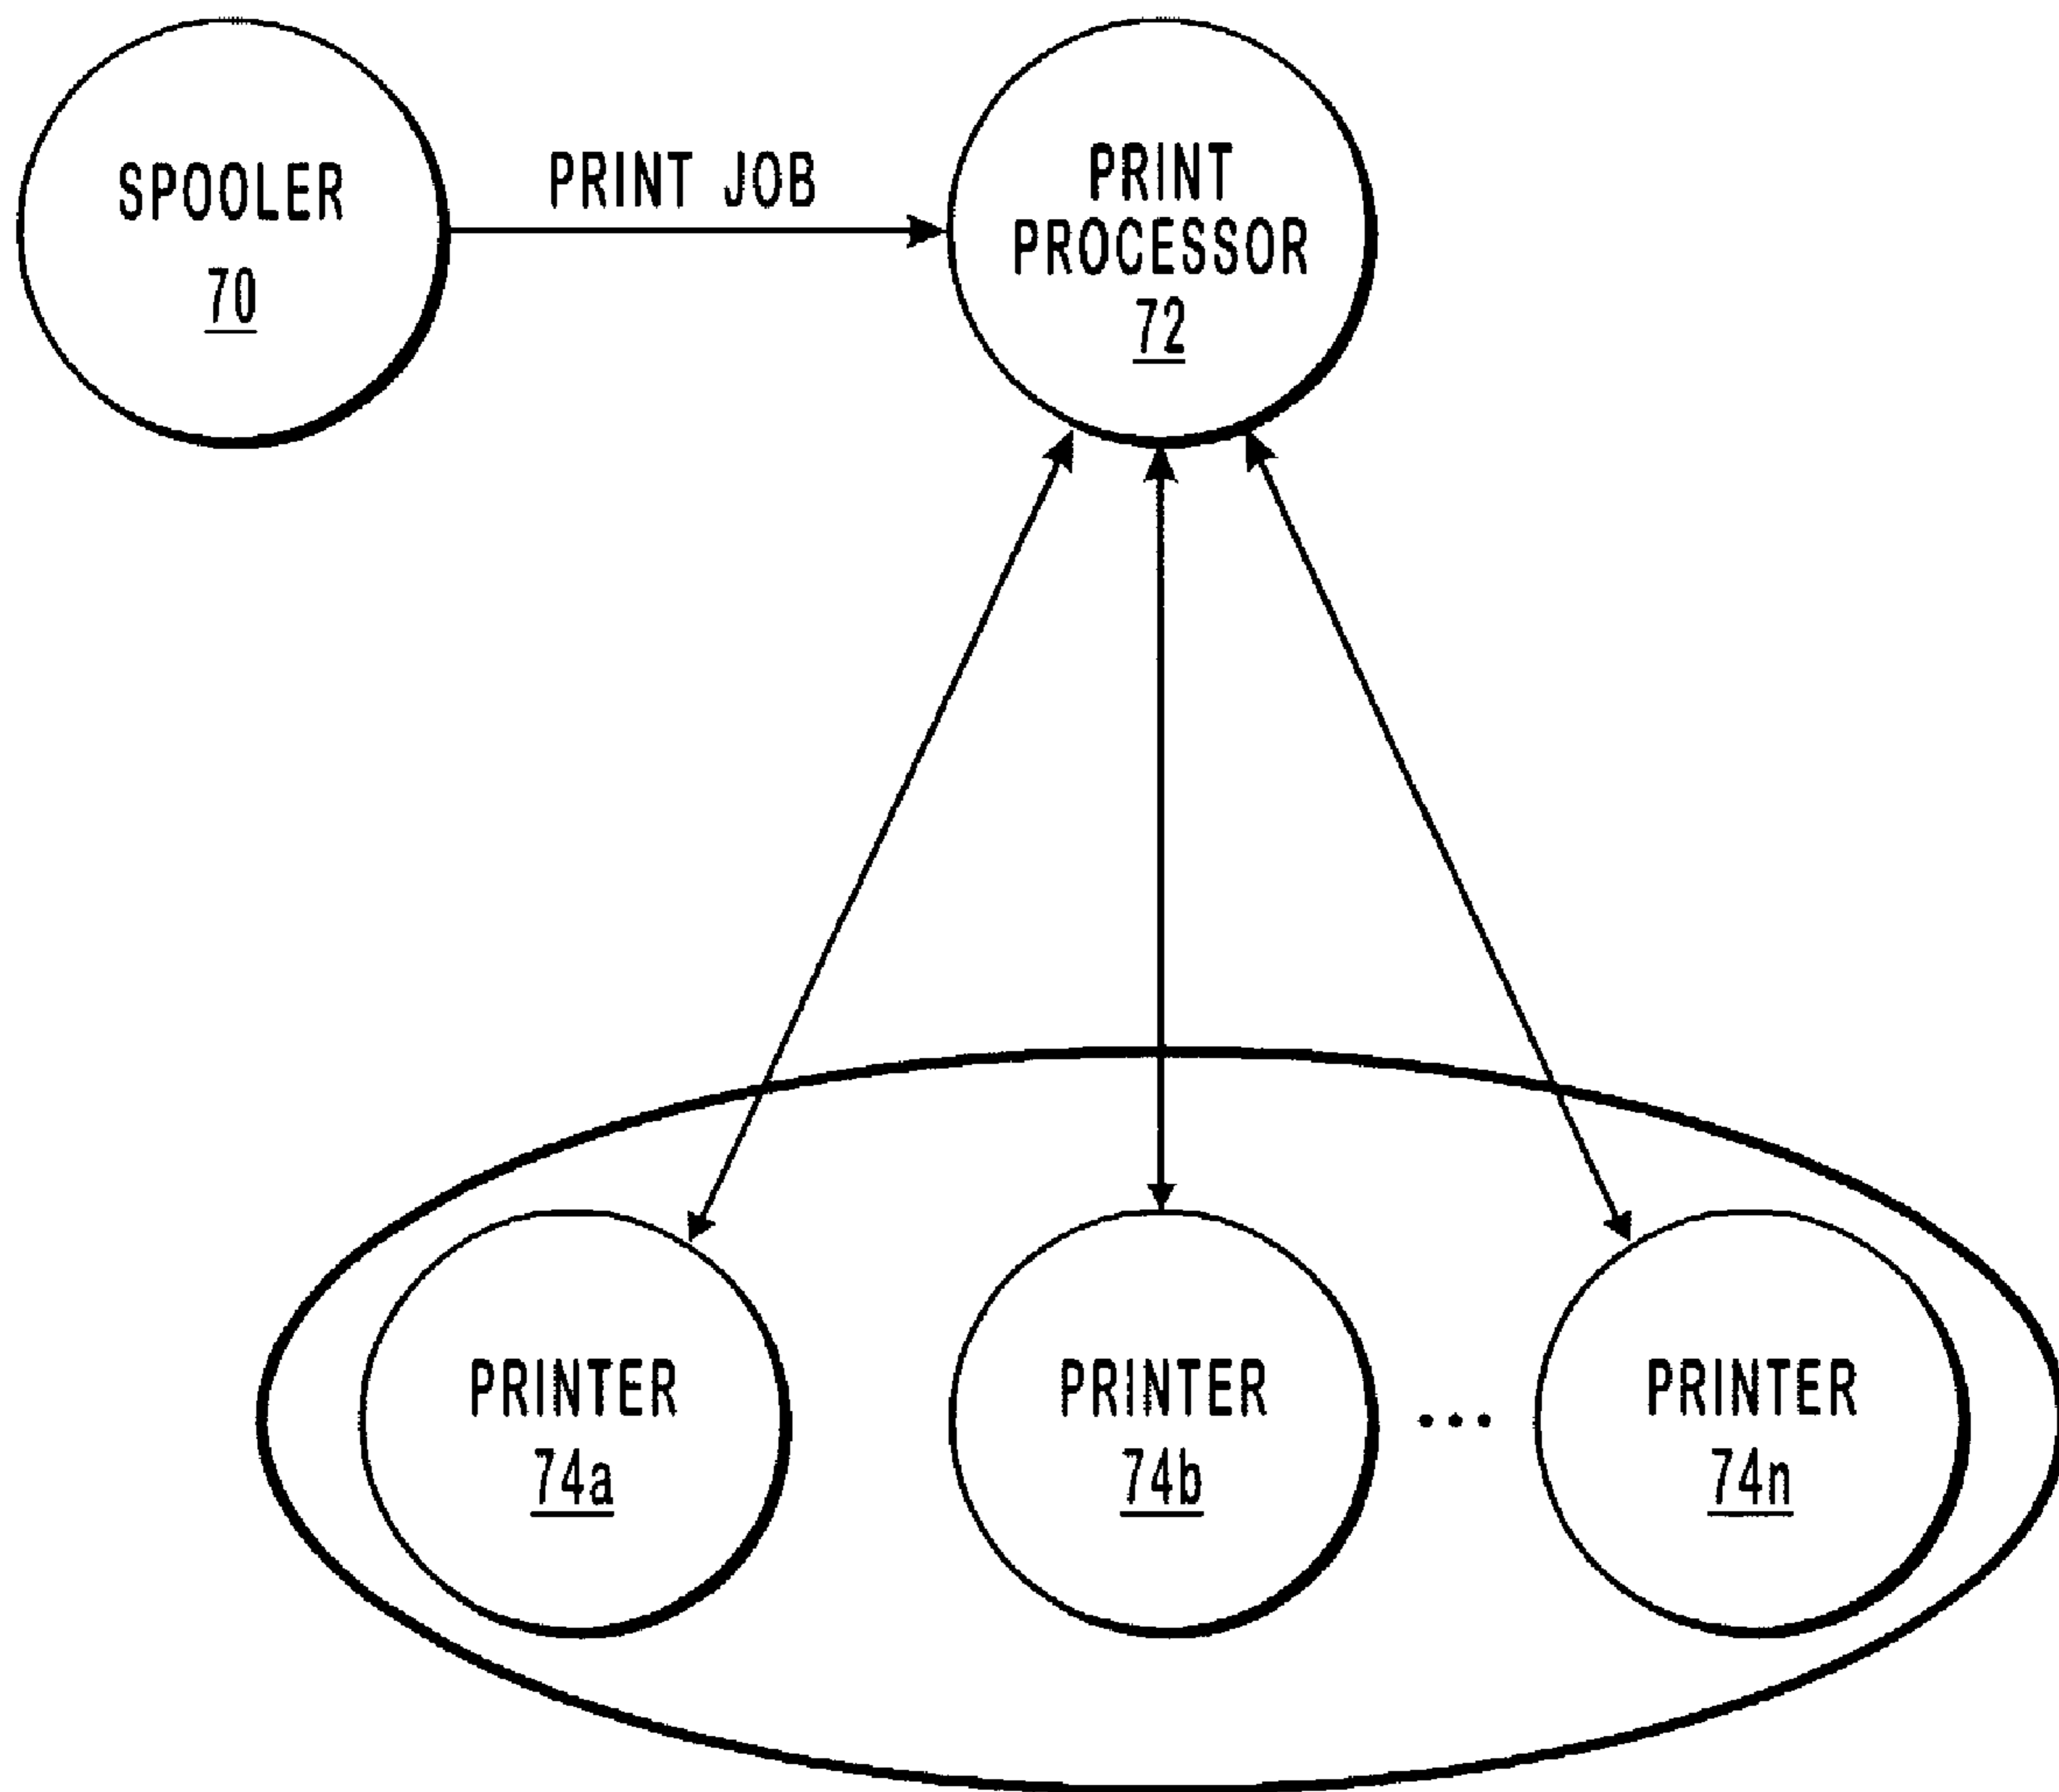 SPOOLER
70
PRINT JOB
PRINT
PROCESSOR
72
PRINTER
74a
PRINTER
74b
...
PRINTER
74n